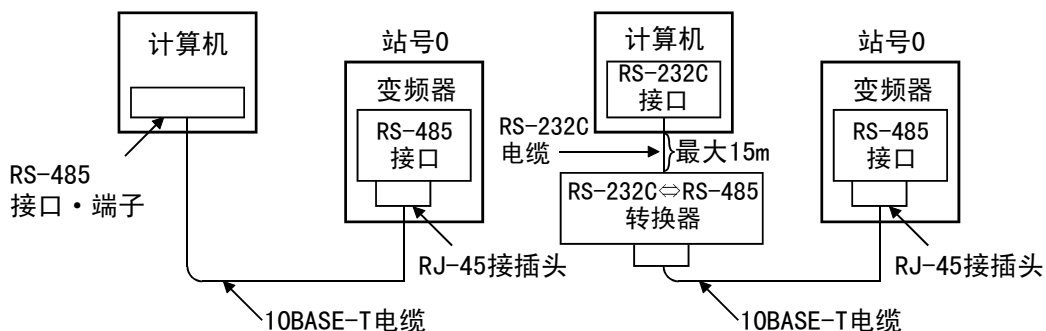 计算机
站号0
变频器
RS-485
接口
RS-485
接口·端子
RJ-45接插头
10BASE-T电缆
计算机
RS-232C
接口
站号0
变频器
RS-485
接口
RS-232C
电缆
最大15m
RS-232C⇔RS-485
转换器
RJ-45接插头
10BASE-T电缆